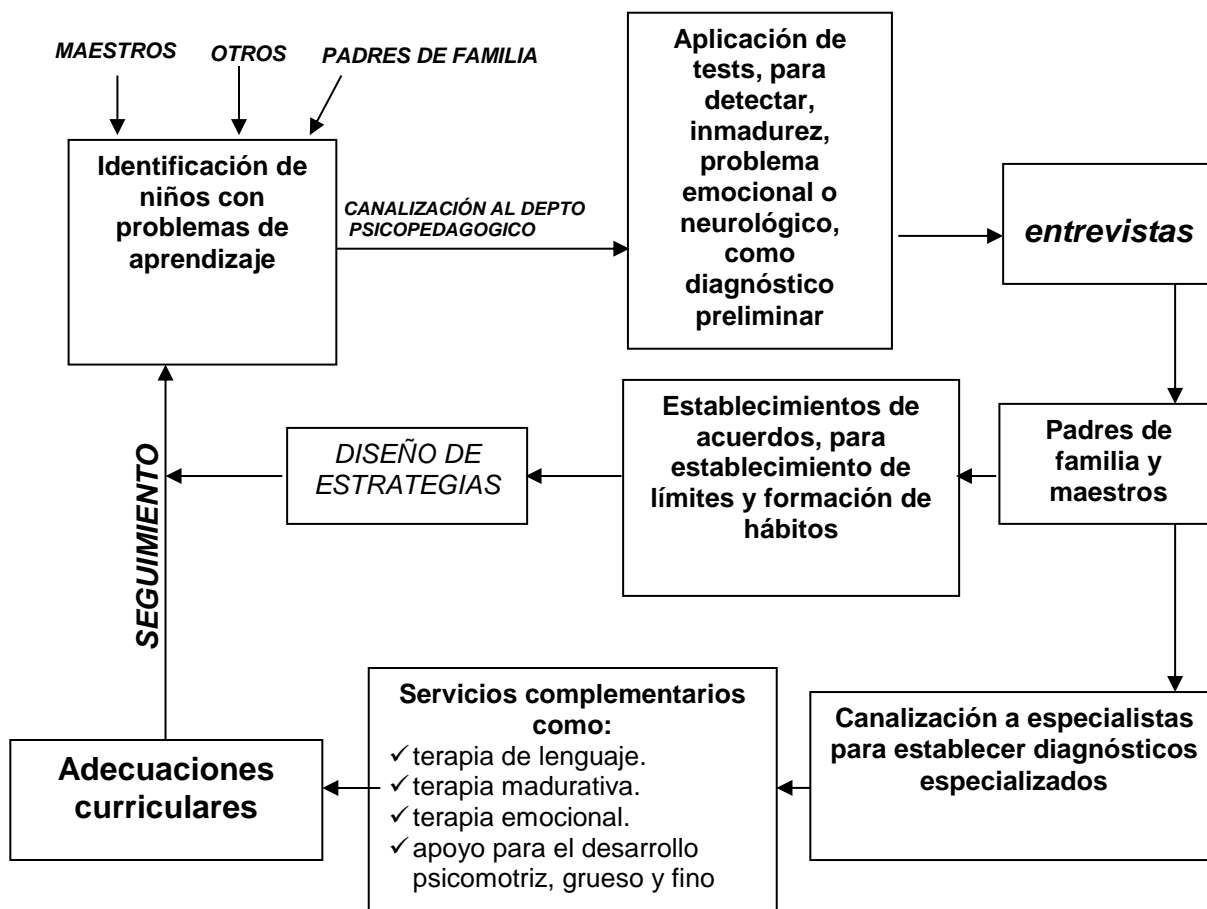 MAESTROS
OTROS
PADRES DE FAMILIA
Identificación de
niños con
problemas de
aprendizaje
CANALIZACIÓN AL DEPTO
PSICOPEDAGOGICO
Aplicación de
tests, para
detectar,
inmadurez,
problema
emocional o
neurológico,
como
diagnóstico
preliminar
entrevistas
Padres de
familia y
maestros
Establecimientos de
acuerdos, para
establecimiento de
límites y formación de
hábitos
DISEÑO DE
ESTRATEGIAS
SEGUIMIENTO
Canalización a especialistas
para establecer diagnósticos
especializados
Servicios complementarios
como:
✓ terapia de lenguaje.
✓ terapia madurativa.
✓ terapia emocional.
✓ apoyo para el desarrollo
psicomotriz, grueso y fino
Adecuaciones
curriculares